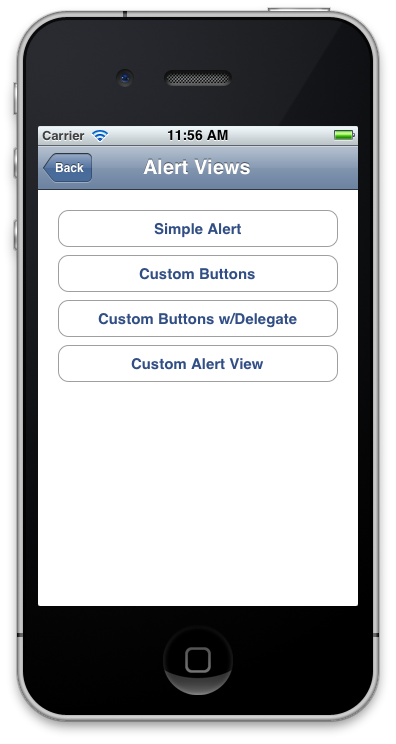 Carrier 11:56 AM
Back Alert Views
Simple Alert
Custom Buttons
Custom Buttons w/Delegate
Custom Alert View